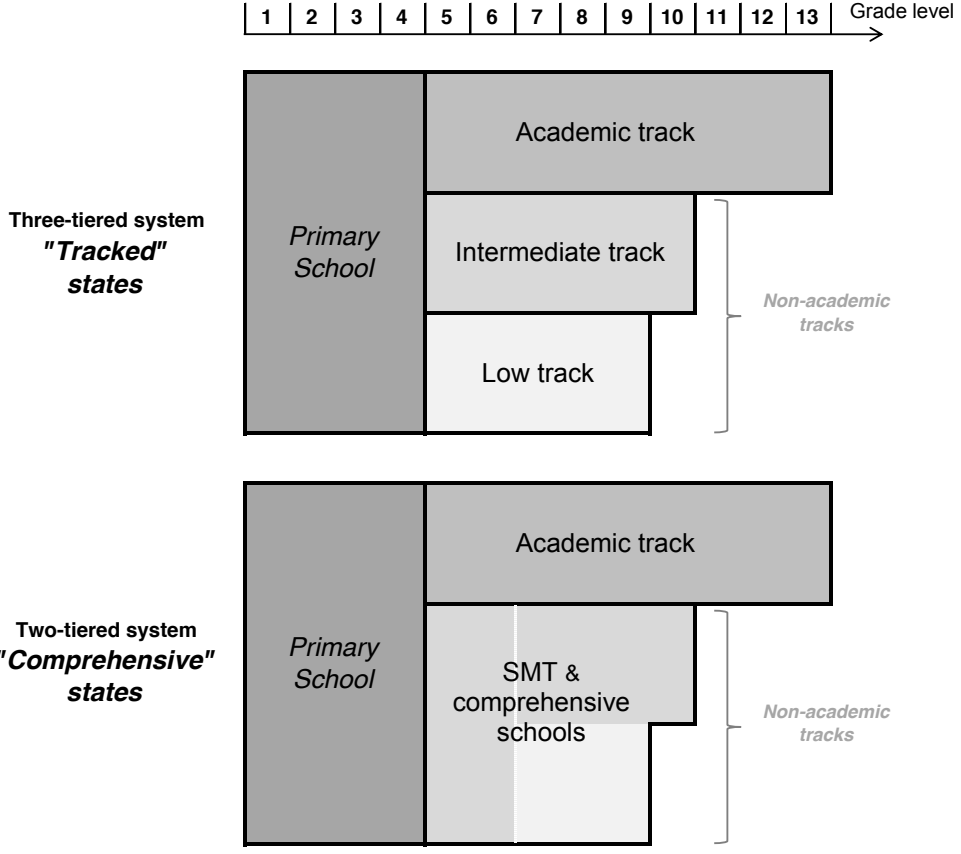 1 2 3 4 5 6 7 8 9 10 11 12 13 Grade level
Academic track
Three-tiered system
"Tracked"
states
Primary
School
Intermediate track
Non-academic
tracks
Low track
Academic track
Two-tiered system
"Comprehensive"
states
Primary
School
SMT &
comprehensive
schools
Non-academic
tracks